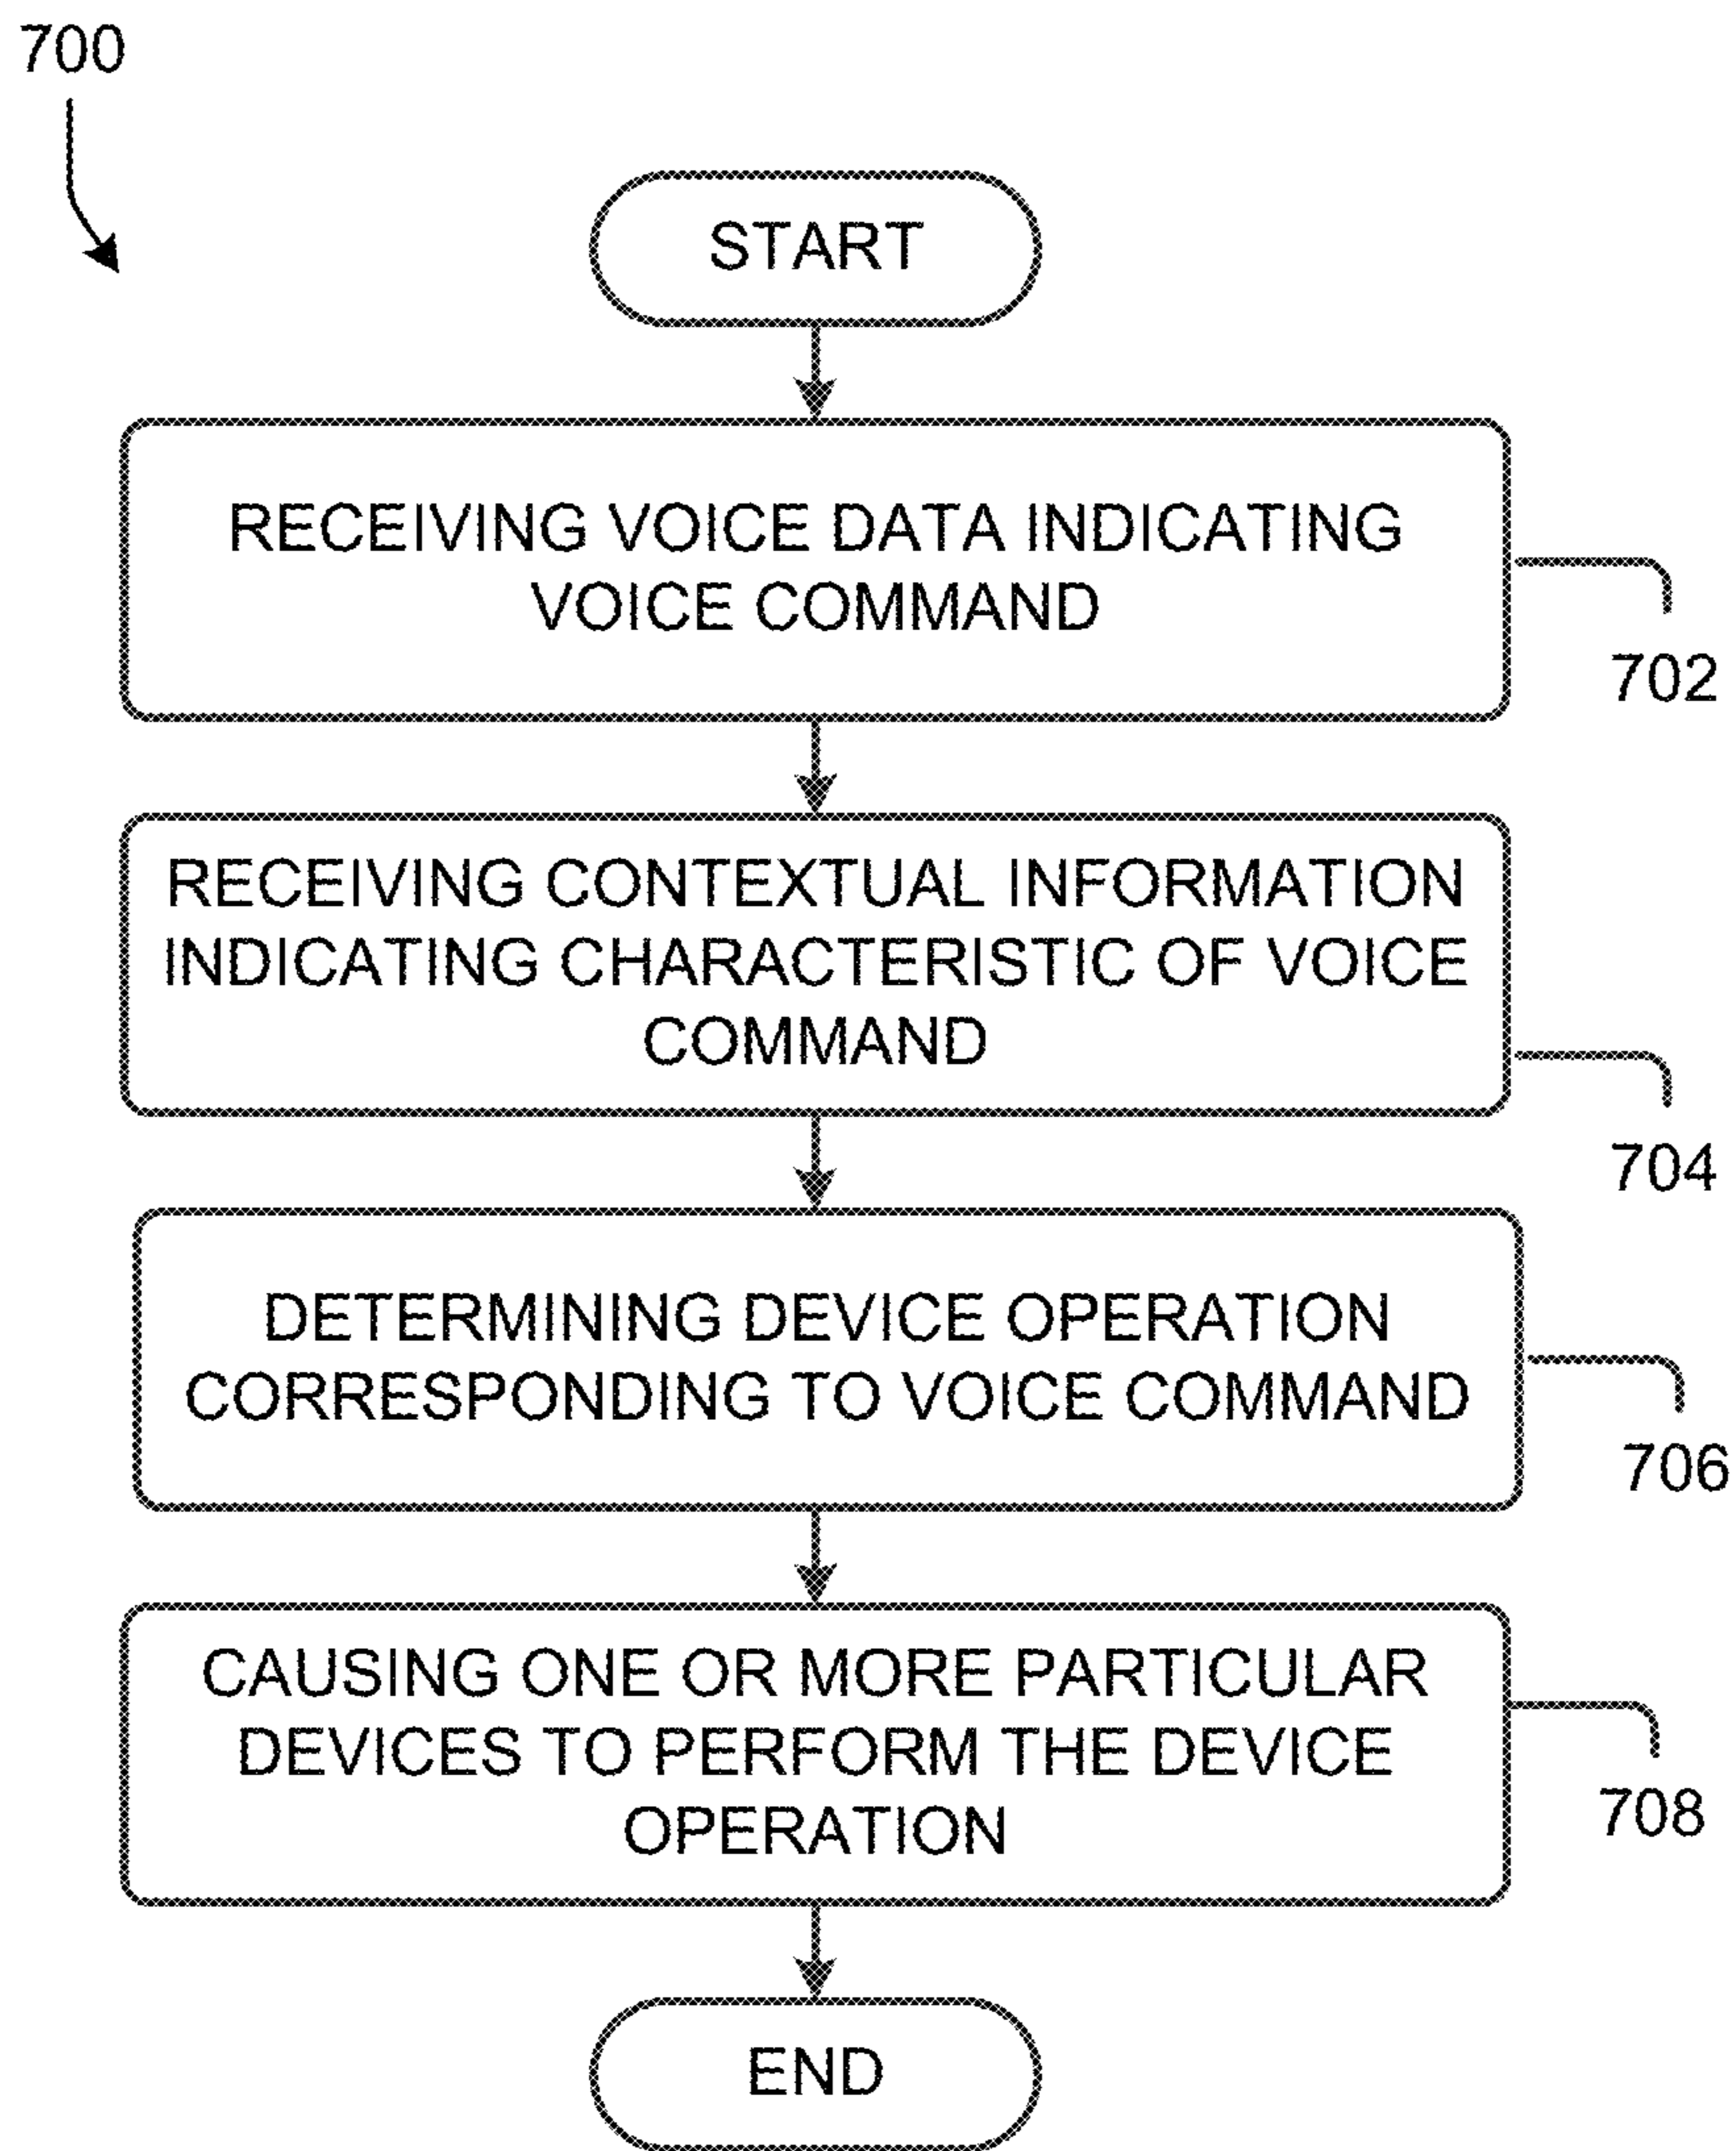 700
START
RECEIVING VOICE DATA INDICATING
VOICE COMMAND
702
RECEIVING CONTEXTUAL INFORMATION
INDICATING CHARACTERISTIC OF VOICE
COMMAND
704
DETERMINING DEVICE OPERATION
CORRESPONDING TO VOICE COMMAND
706
CAUSING ONE OR MORE PARTICULAR
DEVICES TO PERFORM THE DEVICE
OPERATION
708
END